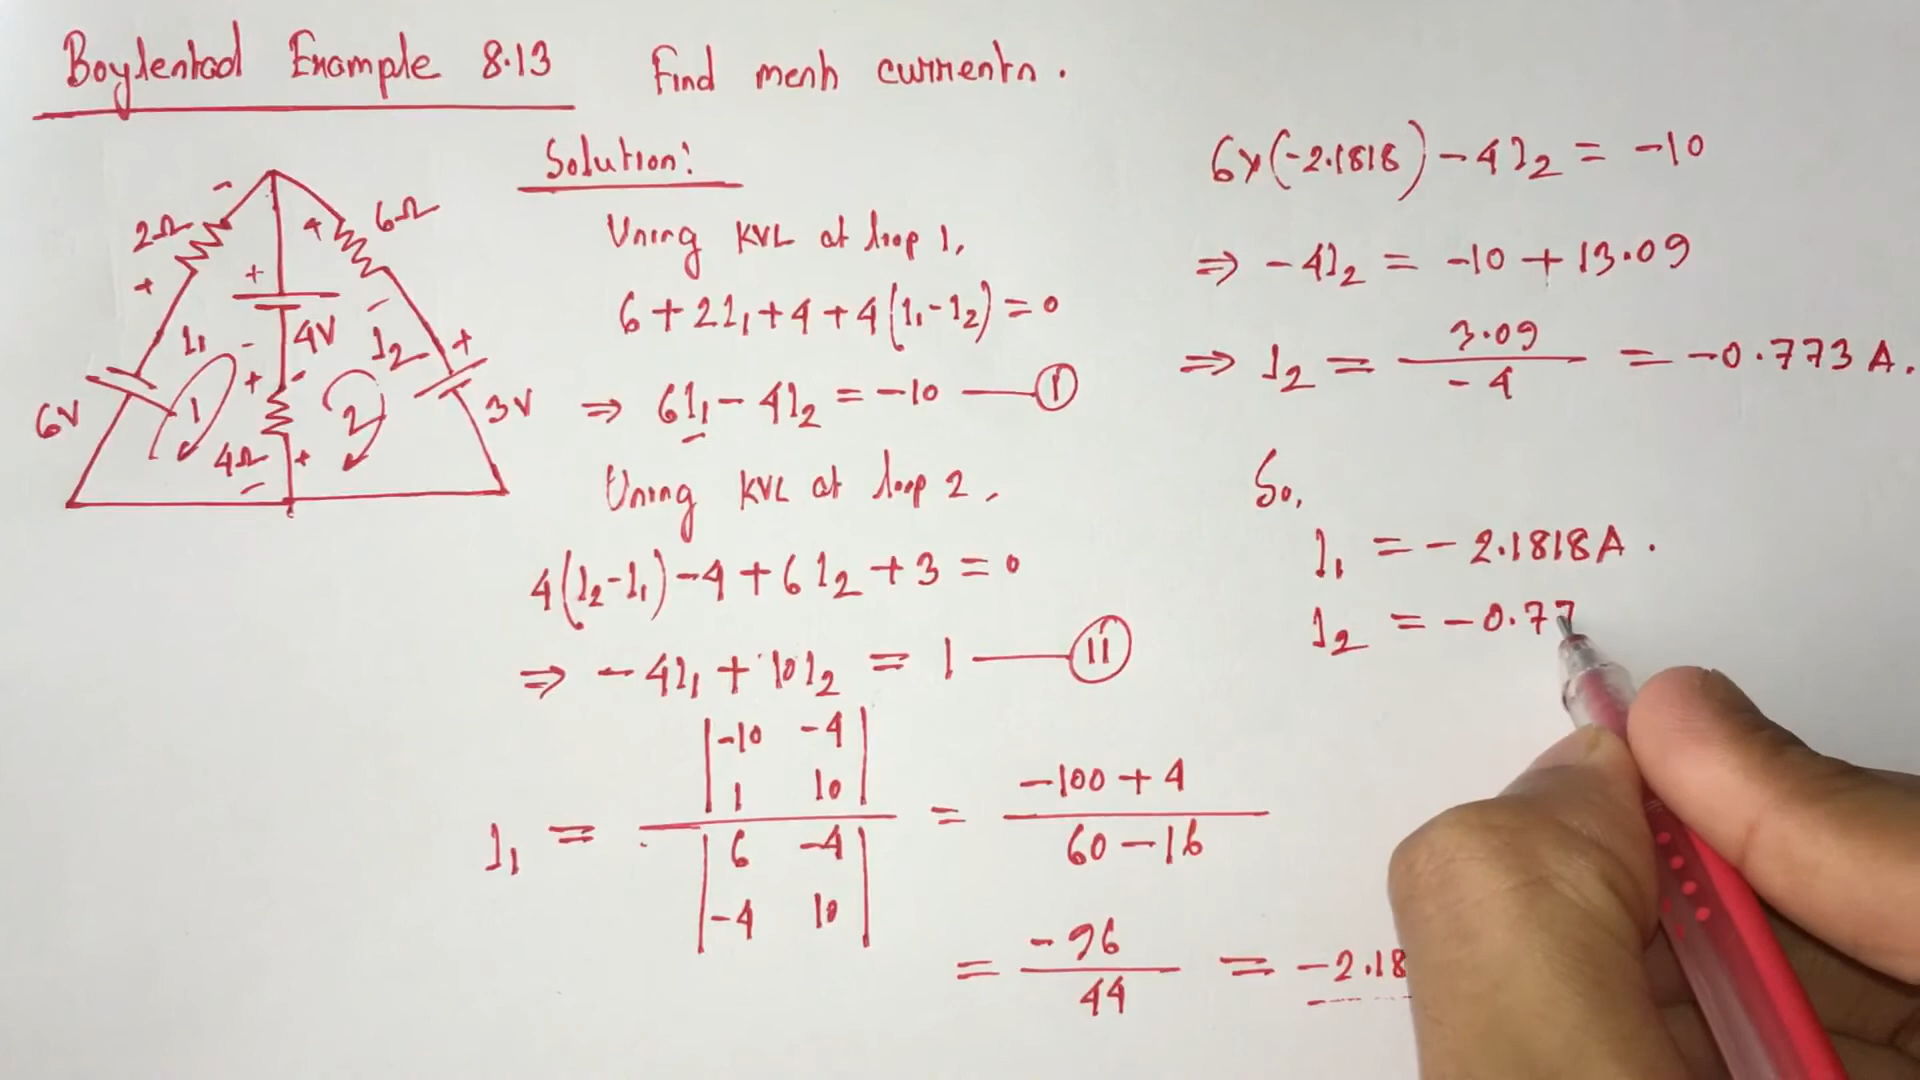 Boylestad Example 8.13 Find mesh currents.
2Ω
6Ω
- + + + -
I₁ - 4V I₂ +
6V 1 + - 2 3V
4Ω + -
Solution:
Using KVL at loop 1,
6 + 2I₁ + 4 + 4(I₁ - I₂) = 0
⇒ 6I₁ - 4I₂ = -10 — I
Using KVL at loop 2,
4(I₂ - I₁) - 4 + 6I₂ + 3 = 0
⇒ -4I₁ + 10I₂ = 1 — II
I₁ = |-10 -4; 1 10| / |6 -4; -4 10| = (-100 + 4) / (60 - 16)
= -96 / 44 = -2.18
6×(-2.1818) - 4I₂ = -10
⇒ -4I₂ = -10 + 13.09
⇒ I₂ = 3.09 / -4 = -0.773 A.
So,
I₁ = -2.1818 A.
I₂ = -0.77